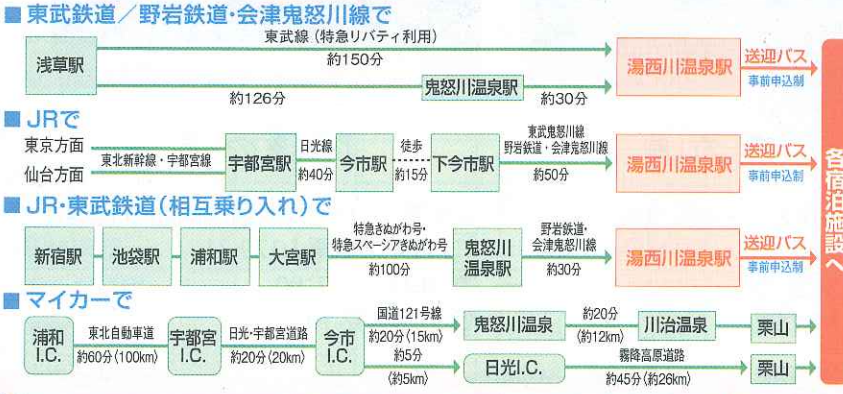 ■東武鉄道／野岩鉄道・会津鬼怒川線で
浅草駅
東武線（特急リバティ利用）
約150分
約126分
鬼怒川温泉駅
約30分
湯西川温泉駅
送迎バス
事前申込制
■JRで
東京方面
仙台方面
東北新幹線・宇都宮線
宇都宮駅
日光線
約40分
今市駅
徒歩
約15分
下今市駅
東武鬼怒川線
野岩鉄道・会津鬼怒川線
約50分
湯西川温泉駅
送迎バス
事前申込制
■JR・東武鉄道（相互乗り入れ）で
新宿駅
池袋駅
浦和駅
大宮駅
特急きぬがわ号・
特急スペーシアきぬがわ号
約100分
鬼怒川
温泉駅
野岩鉄道・
会津鬼怒川線
約30分
湯西川温泉駅
送迎バス
事前申込制
■マイカーで
浦和
I.C.
東北自動車道
約60分〈100km〉
宇都宮
I.C.
日光・宇都宮道路
約20分〈20km〉
今市
I.C.
国道121号線
約20分〈15km〉
鬼怒川温泉
約20分
〈約12km〉
川治温泉
栗山
約5分
〈約5km〉
日光I.C.
霧降高原道路
約45分〈約26km〉
栗山
各宿泊施設へ